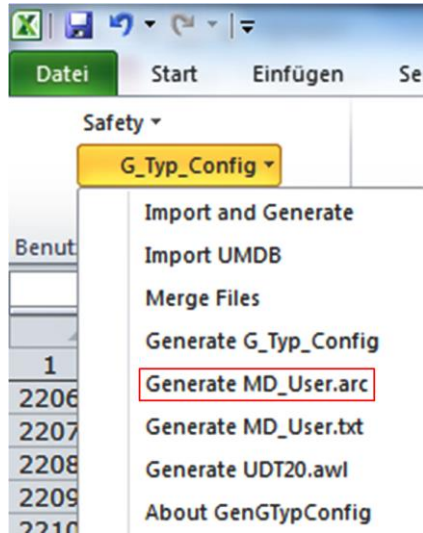 Datei Start Einfügen Se
Safety
G_Typ_Config
Import and Generate
Benut
Import UMDB
Merge Files
Generate G_Typ_Config
1
Generate MD_User.arc
2206
2207
Generate MD_User.txt
2208
Generate UDT20.awl
2209
About GenGTypConfig
2210